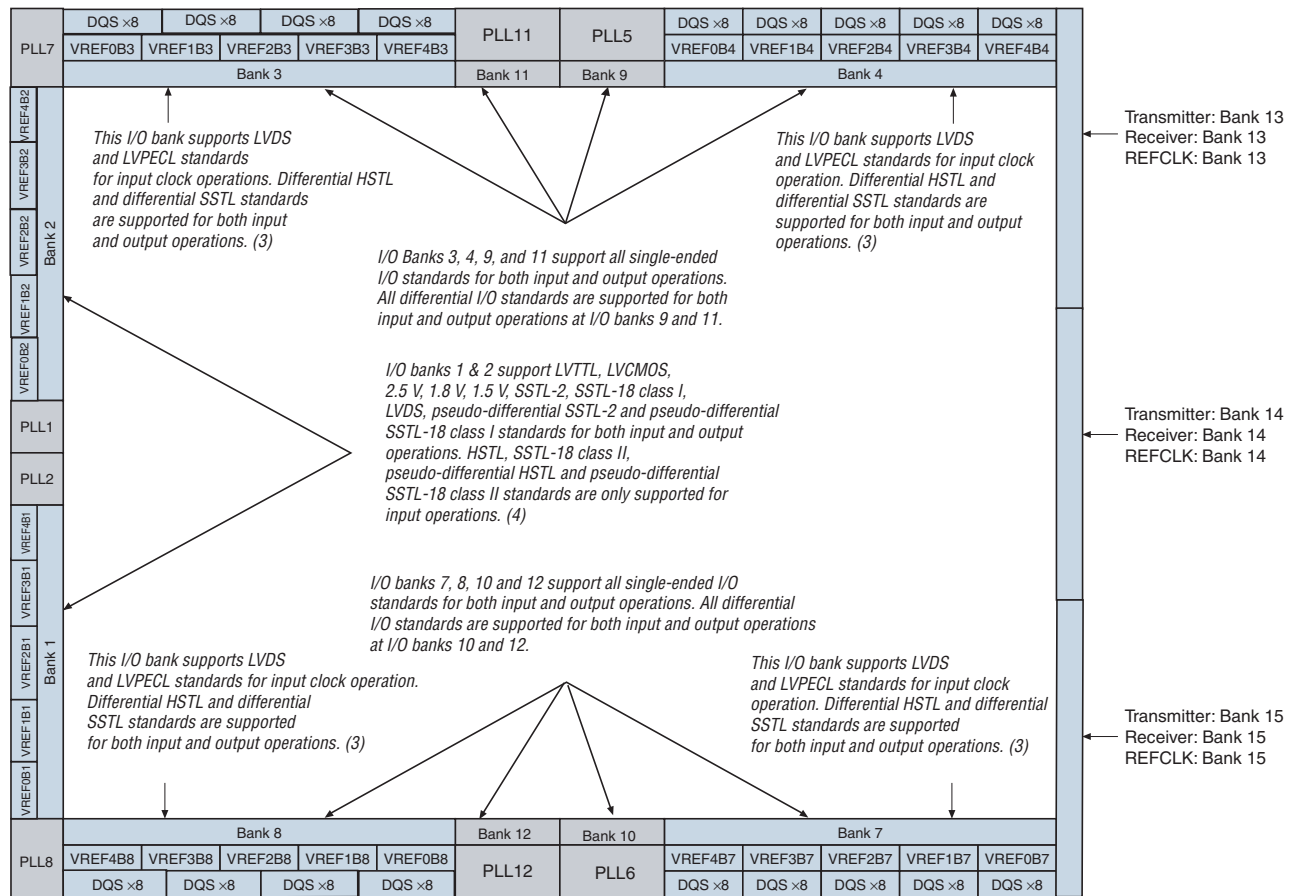 DQS ×8 DQS ×8 DQS ×8 DQS ×8
PLL7
VREF0B3 VREF1B3 VREF2B3 VREF3B3 VREF4B3
Bank 3
PLL11 PLL5
Bank 11 Bank 9
DQS ×8 DQS ×8 DQS ×8 DQS ×8 DQS ×8
VREF0B4 VREF1B4 VREF2B4 VREF3B4 VREF4B4
Bank 4
VREF4B2
VREF3B2
VREF2B2
VREF1B2
VREF0B2
Bank 2
This I/O bank supports LVDS
and LVPECL standards
for input clock operations. Differential HSTL
and differential SSTL standards
are supported for both input
and output operations. (3)
This I/O bank supports LVDS
and LVPECL standards for input clock
operation. Differential HSTL and
differential SSTL standards are
supported for both input and output
operations. (3)
Transmitter: Bank 13
Receiver: Bank 13
REFCLK: Bank 13
I/O Banks 3, 4, 9, and 11 support all single-ended
I/O standards for both input and output operations.
All differential I/O standards are supported for both
input and output operations at I/O banks 9 and 11.
I/O banks 1 & 2 support LVTTL, LVCMOS,
2.5 V, 1.8 V, 1.5 V, SSTL-2, SSTL-18 class I,
LVDS, pseudo-differential SSTL-2 and pseudo-differential
SSTL-18 class I standards for both input and output
operations. HSTL, SSTL-18 class II,
pseudo-differential HSTL and pseudo-differential
SSTL-18 class II standards are only supported for
input operations. (4)
PLL1
PLL2
Transmitter: Bank 14
Receiver: Bank 14
REFCLK: Bank 14
VREF4B1
VREF3B1
VREF2B1
VREF1B1
VREF0B1
Bank 1
I/O banks 7, 8, 10 and 12 support all single-ended I/O
standards for both input and output operations. All differential
I/O standards are supported for both input and output operations
at I/O banks 10 and 12.
This I/O bank supports LVDS
and LVPECL standards for input clock operation.
Differential HSTL and differential
SSTL standards are supported
for both input and output operations. (3)
This I/O bank supports LVDS
and LVPECL standards for input clock
operation. Differential HSTL and differential
SSTL standards are supported
for both input and output operations. (3)
Transmitter: Bank 15
Receiver: Bank 15
REFCLK: Bank 15
PLL8
Bank 8
VREF4B8 VREF3B8 VREF2B8 VREF1B8 VREF0B8
DQS ×8 DQS ×8 DQS ×8 DQS ×8
Bank 12 Bank 10
PLL12 PLL6
Bank 7
VREF4B7 VREF3B7 VREF2B7 VREF1B7 VREF0B7
DQS ×8 DQS ×8 DQS ×8 DQS ×8 DQS ×8